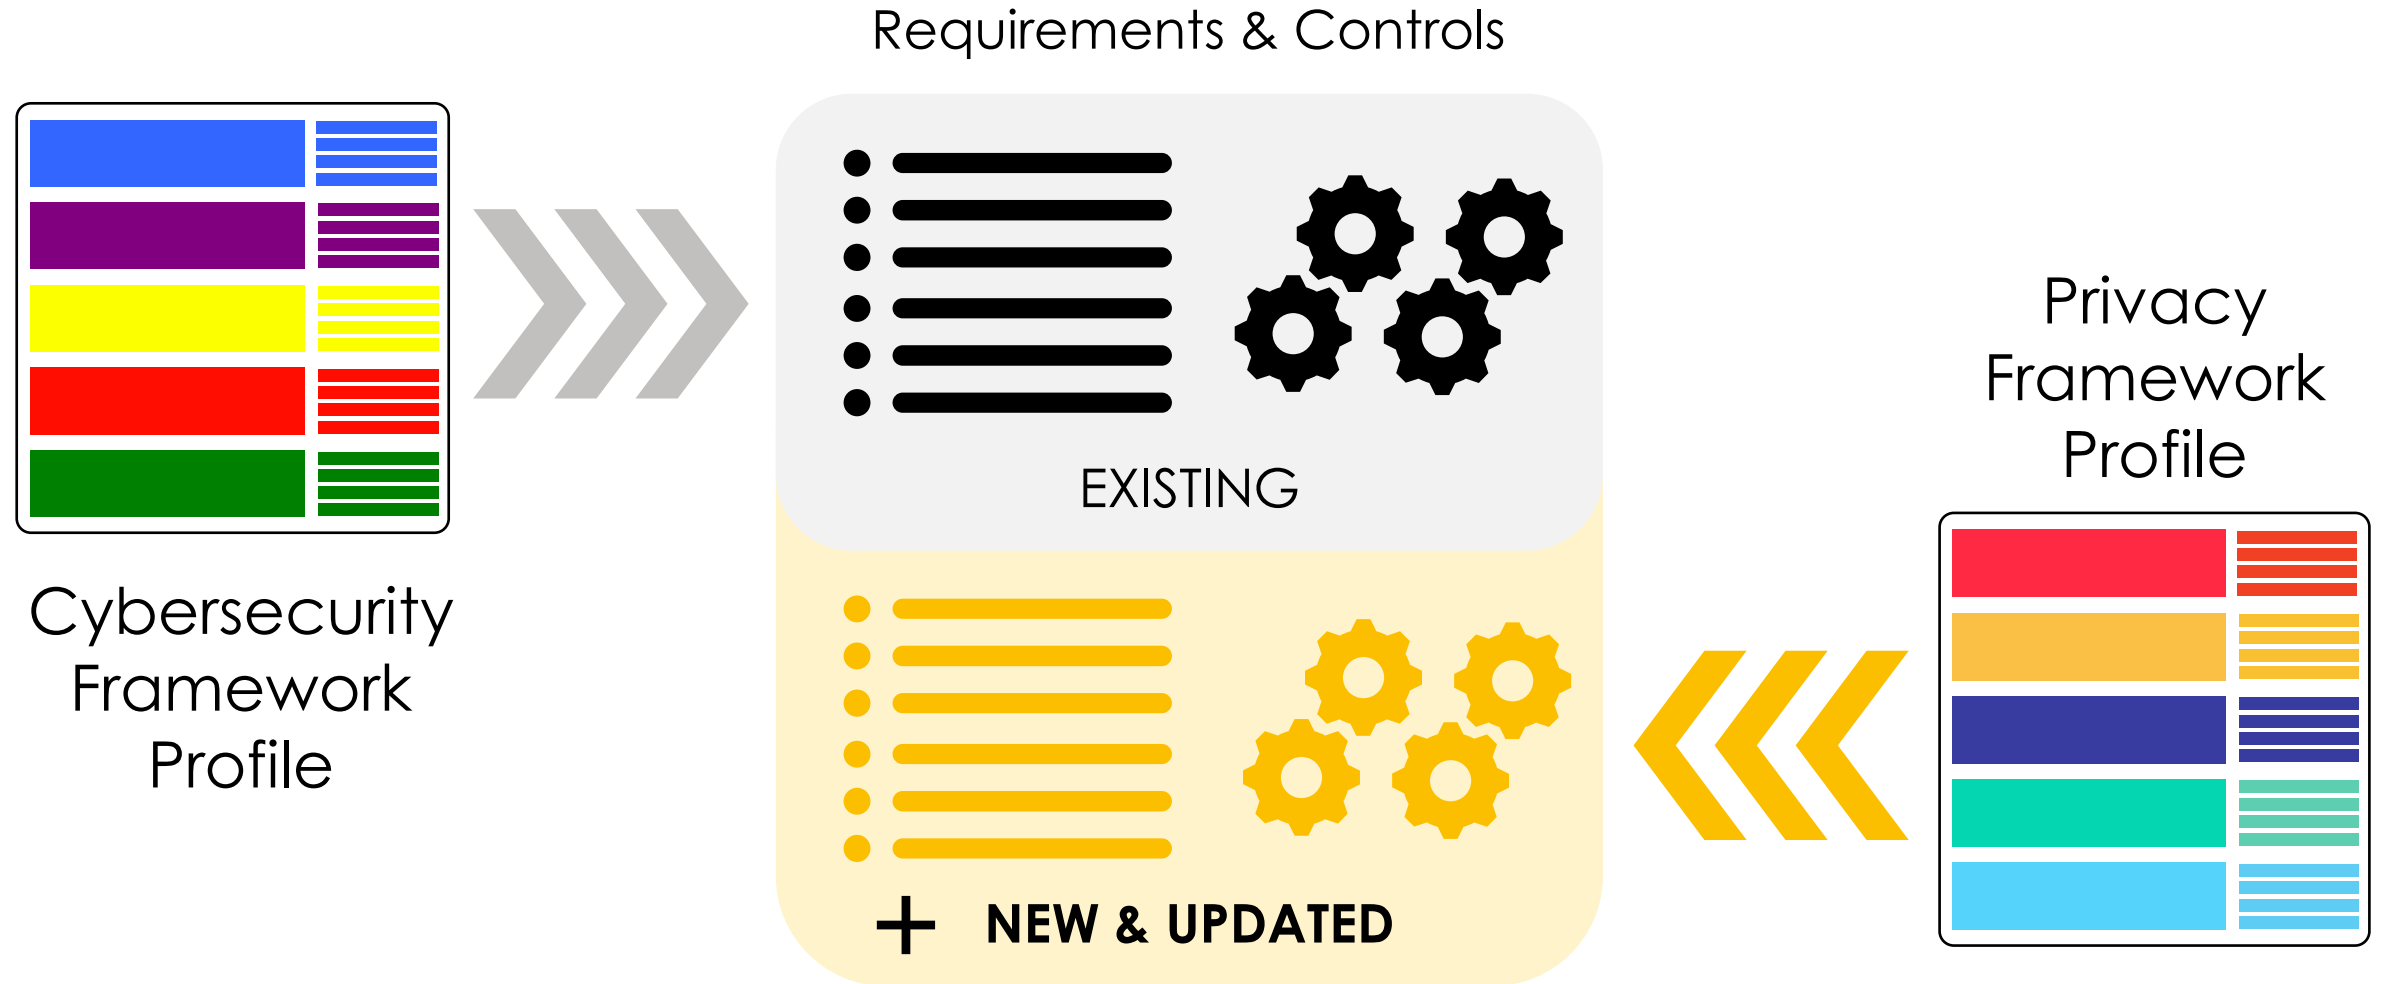 Requirements & Controls
EXISTING
+ NEW & UPDATED
Cybersecurity
Framework
Profile
Privacy
Framework
Profile